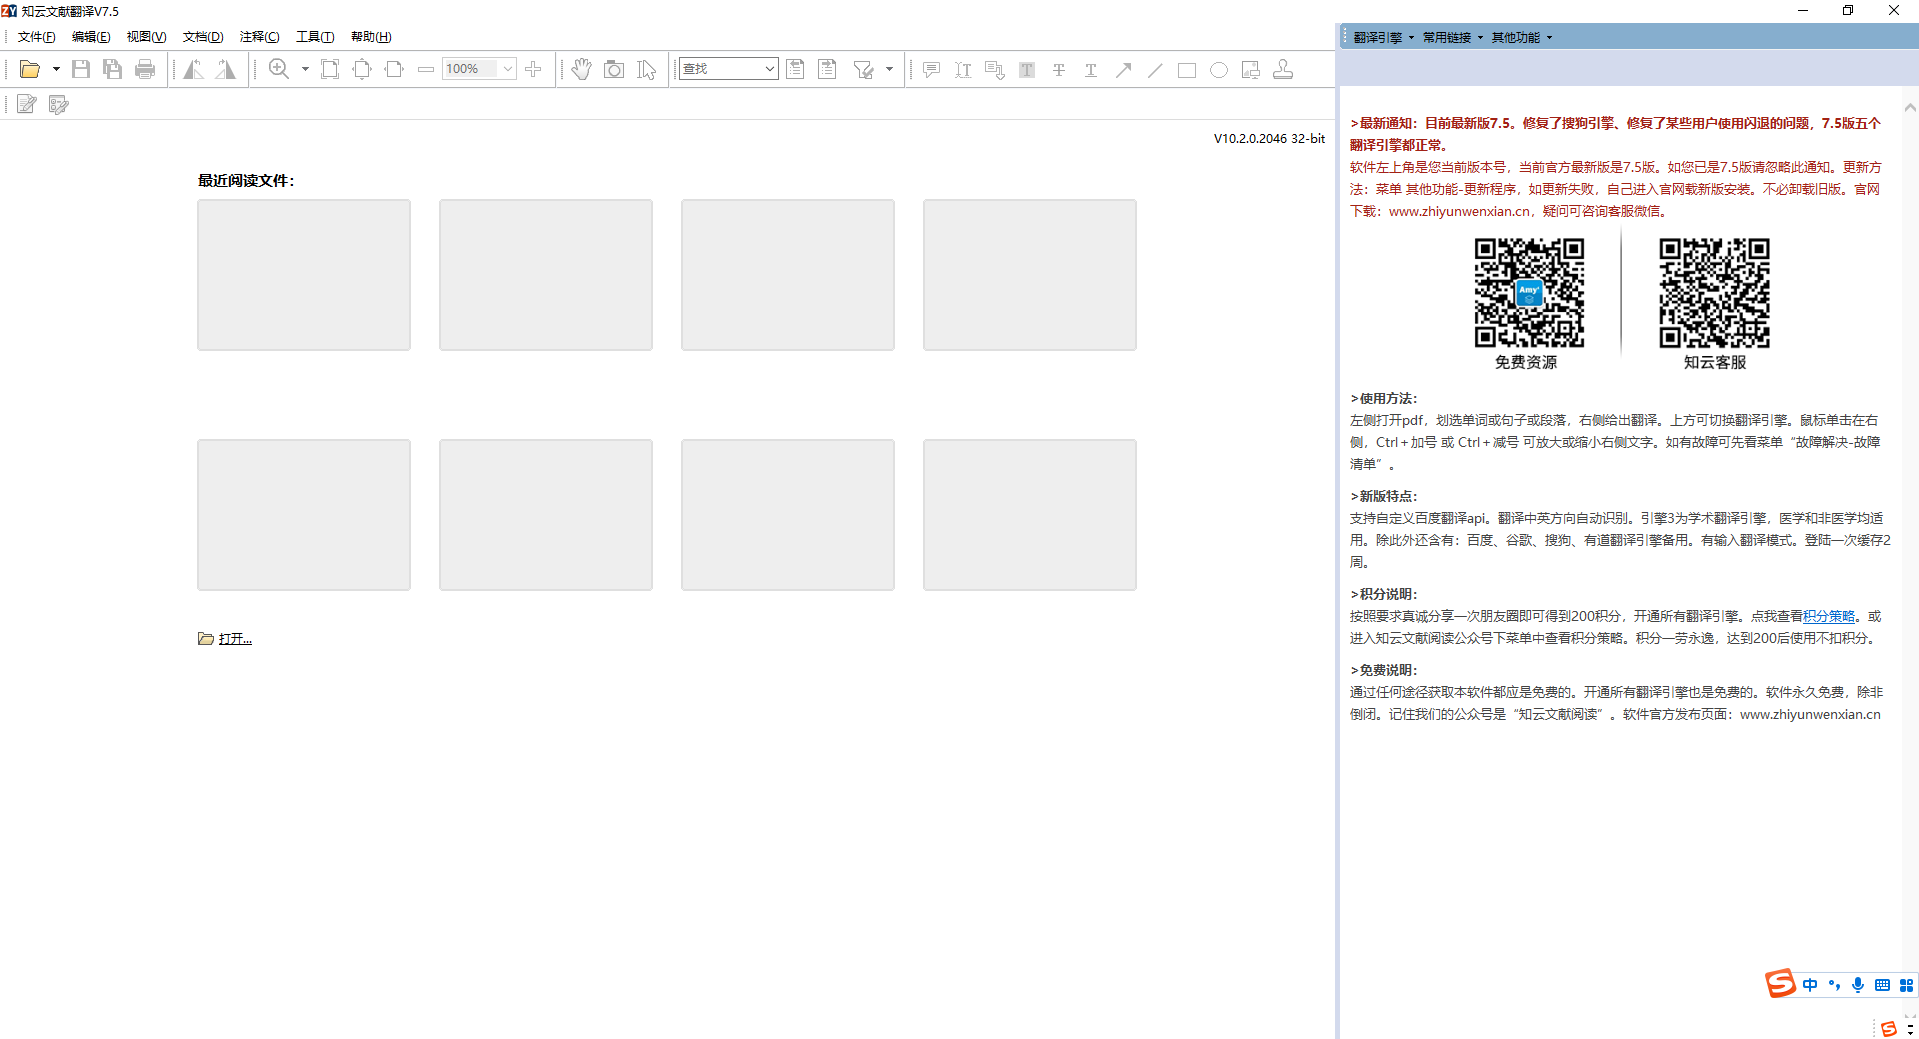 知云文献翻译V7.5
文件(F) 编辑(E) 视图(V) 文档(D) 注释(C) 工具(T) 帮助(H)
翻译引擎 常用链接 其他功能
100%
查找
V10.2.0.2046 32-bit
最近阅读文件:
打开...
>最新通知：目前最新版7.5。修复了搜狗引擎、修复了某些用户使用闪退的问题，7.5版五个
翻译引擎都正常。
软件左上角是您当前版本号，当前官方最新版是7.5版。如您已是7.5版请忽略此通知。更新方
法：菜单 其他功能-更新程序，如更新失败，自己进入官网载新版安装。不必卸载旧版。官网
下载：www.zhiyunwenxian.cn，疑问可咨询客服微信。
Amy'
免费资源 知云客服
>使用方法：
左侧打开pdf，划选单词或句子或段落，右侧给出翻译。上方可切换翻译引擎。鼠标单击在右
侧，Ctrl＋加号 或 Ctrl＋减号 可放大或缩小右侧文字。如有故障可先看菜单“故障解决-故障
清单”。
>新版特点：
支持自定义百度翻译api。翻译中英方向自动识别。引擎3为学术翻译引擎，医学和非医学均适
用。除此外还含有：百度、谷歌、搜狗、有道翻译引擎备用。有输入翻译模式。登陆一次缓存2
周。
>积分说明：
按照要求真诚分享一次朋友圈即可得到200积分，开通所有翻译引擎。点我查看积分策略。或
进入知云文献阅读公众号下菜单中查看积分策略。积分一劳永逸，达到200后使用不扣积分。
>免费说明：
通过任何途径获取本软件都应是免费的。开通所有翻译引擎也是免费的。软件永久免费，除非
倒闭。记住我们的公众号是“知云文献阅读”。软件官方发布页面：www.zhiyunwenxian.cn
中